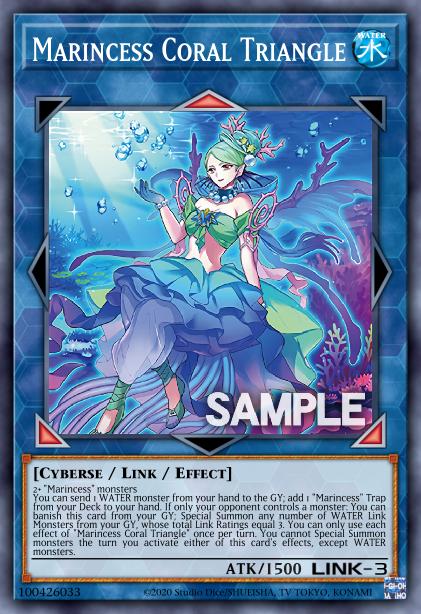 MARINCESS CORAL TRIANGLE
WATER
水
SAMPLE
[CYBERSE / LINK / EFFECT]
2+ "Marincess" monsters
You can send 1 WATER monster from your hand to the GY; add 1 "Marincess" Trap
from your Deck to your hand. If only your opponent controls a monster: You can
banish this card from your GY; Special Summon any number of WATER Link
Monsters from your GY, whose total Link Ratings equal 3. You can only use each
effect of "Marincess Coral Triangle" once per turn. You cannot Special Summon
monsters the turn you activate either of this card's effects, except WATER
monsters.
ATK/1500 LINK-3
100426033
©2020 Studio Dice/SHUEISHA, TV TOKYO, KONAMI